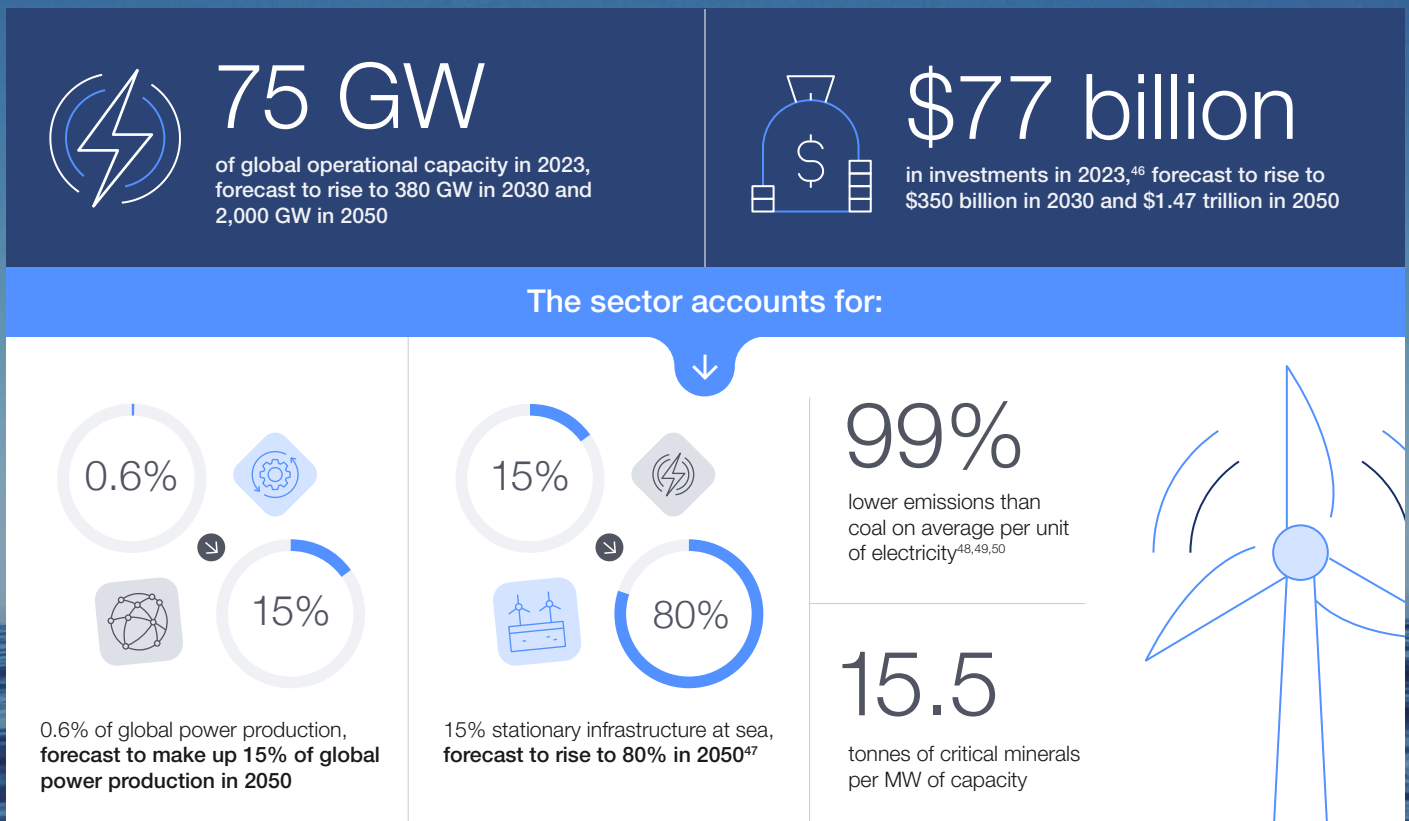 75 GW
of global operational capacity in 2023,
forecast to rise to 380 GW in 2030 and
2,000 GW in 2050
$
$77 billion
in investments in 2023,46 forecast to rise to
$350 billion in 2030 and $1.47 trillion in 2050
The sector accounts for:
0.6%
15%
0.6% of global power production,
forecast to make up 15% of global
power production in 2050
15%
80%
15% stationary infrastructure at sea,
forecast to rise to 80% in 205047
99%
lower emissions than
coal on average per unit
of electricity48,49,50
15.5
tonnes of critical minerals
per MW of capacity